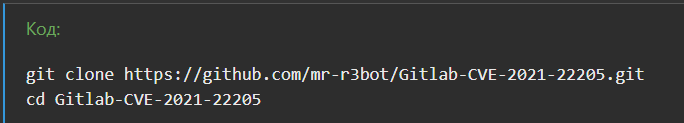 Код:
git clone https://github.com/mr-r3bot/Gitlab-CVE-2021-22205.git
cd Gitlab-CVE-2021-22205